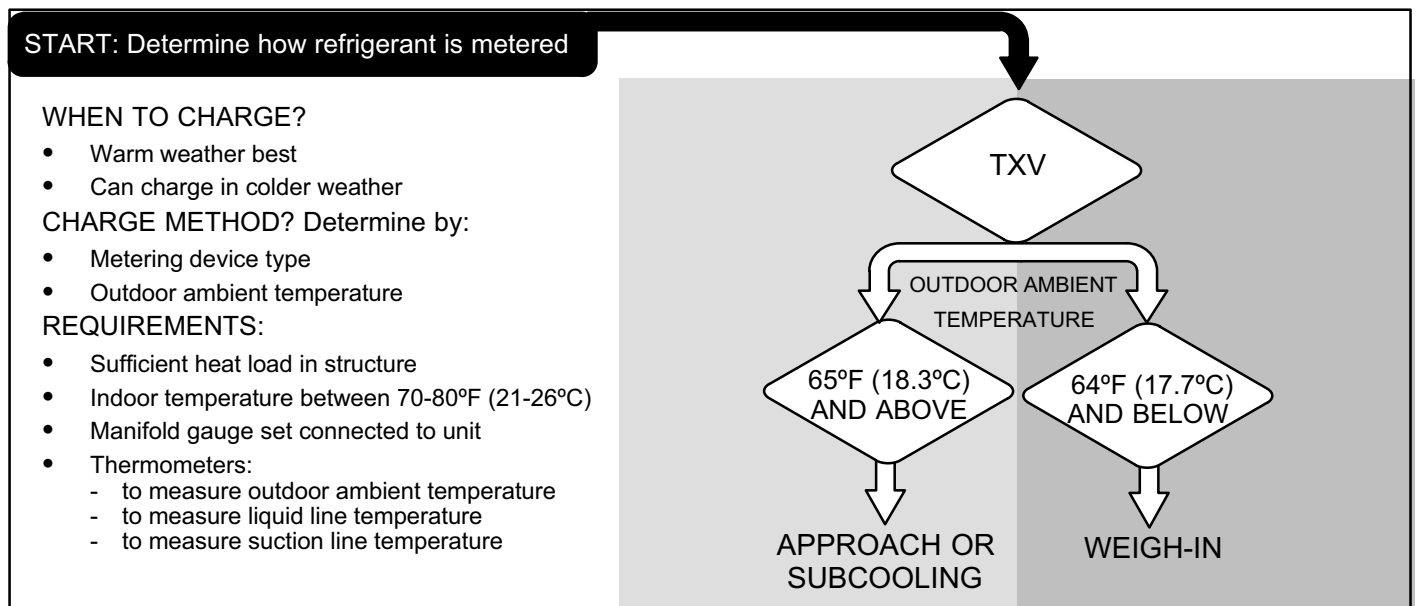 START: Determine how refrigerant is metered
WHEN TO CHARGE?
• Warm weather best
• Can charge in colder weather
CHARGE METHOD? Determine by:
• Metering device type
• Outdoor ambient temperature
REQUIREMENTS:
• Sufficient heat load in structure
• Indoor temperature between 70-80ºF (21-26ºC)
• Manifold gauge set connected to unit
• Thermometers:
- to measure outdoor ambient temperature
- to measure liquid line temperature
- to measure suction line temperature
TXV
OUTDOOR AMBIENT
TEMPERATURE
65ºF (18.3ºC)
AND ABOVE
64ºF (17.7ºC)
AND BELOW
APPROACH OR
SUBCOOLING
WEIGH-IN